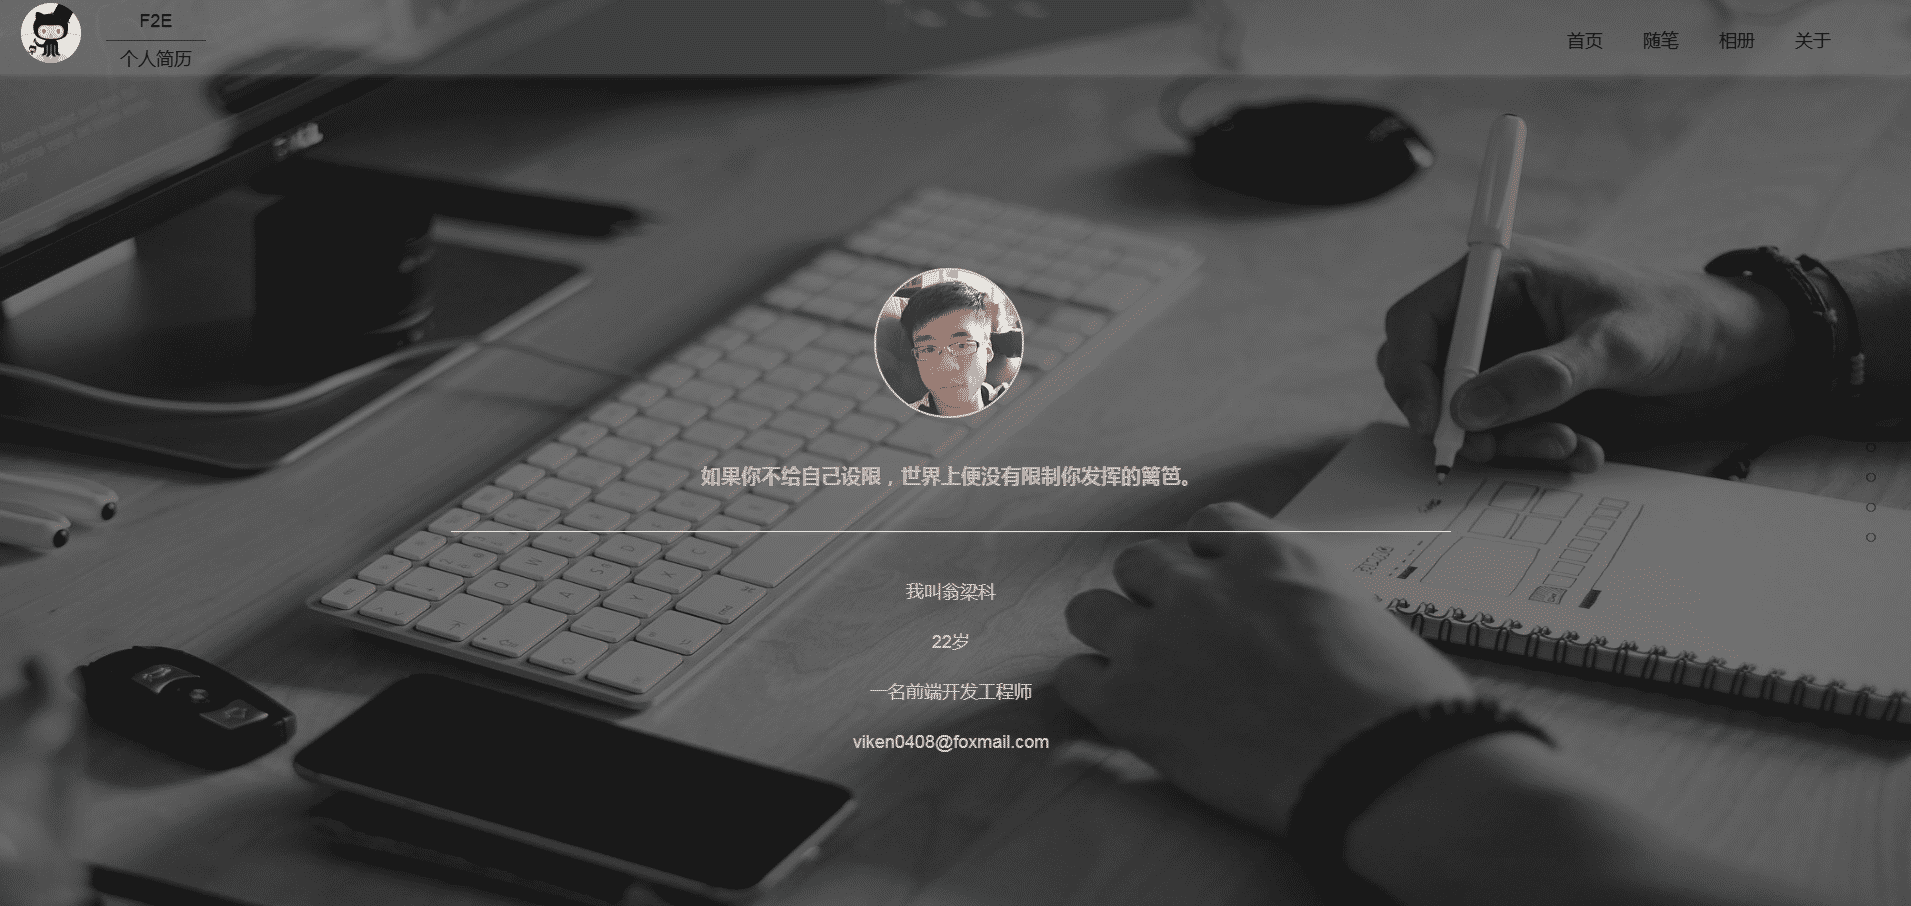 F2E
个人简历
首页 随笔 相册 关于
如果你不给自己设限，世界上便没有限制你发挥的篱笆。
我叫翁梁科
22岁
一名前端开发工程师
viken0408@foxmail.com